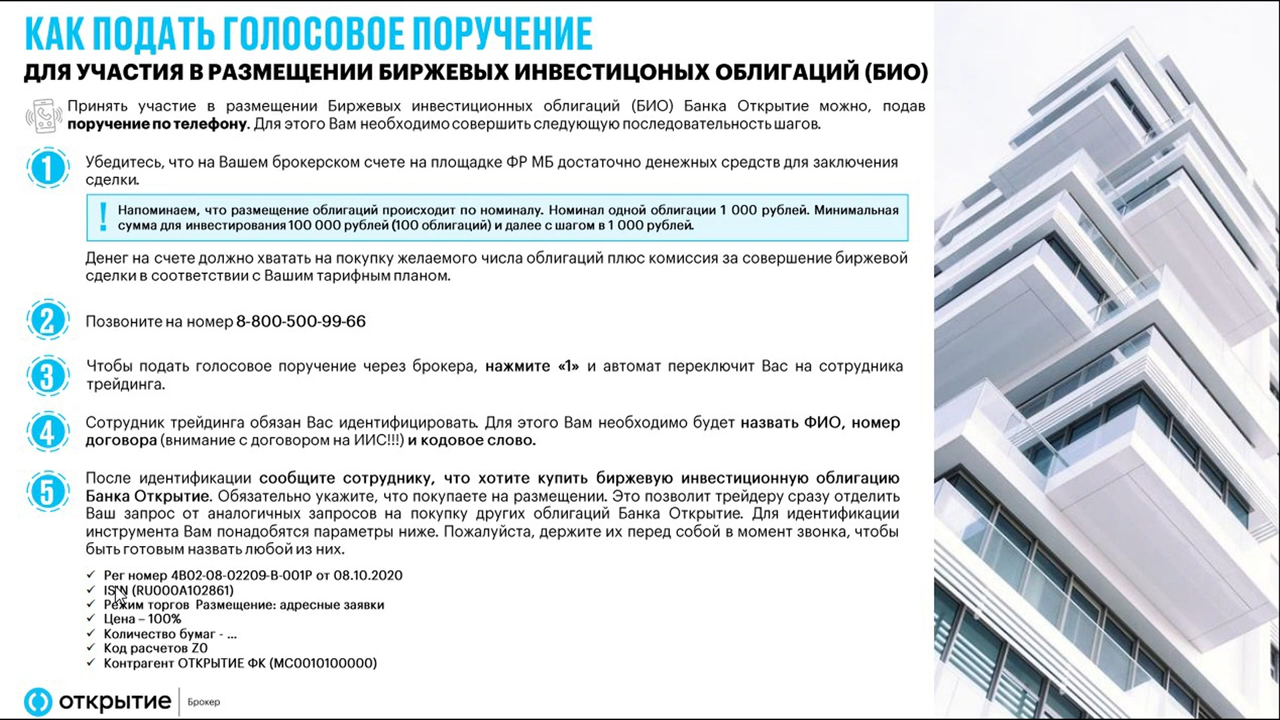 КАК ПОДАТЬ ГОЛОСОВОЕ ПОРУЧЕНИЕ
ДЛЯ УЧАСТИЯ В РАЗМЕЩЕНИИ БИРЖЕВЫХ ИНВЕСТИЦОНЫХ ОБЛИГАЦИЙ (БИО)
Принять участие в размещении Биржевых инвестиционных облигаций (БИО) Банка Открытие можно, подав
поручение по телефону. Для этого Вам необходимо совершить следующую последовательность шагов.
1
Убедитесь, что на Вашем брокерском счете на площадке ФР МБ достаточно денежных средств для заключения
сделки.
! Напоминаем, что размещение облигаций происходит по номиналу. Номинал одной облигации 1 000 рублей. Минимальная
сумма для инвестирования 100 000 рублей (100 облигаций) и далее с шагом в 1 000 рублей.
Денег на счете должно хватать на покупку желаемого числа облигаций плюс комиссия за совершение биржевой
сделки в соответствии с Вашим тарифным планом.
2 Позвоните на номер 8-800-500-99-66
3
Чтобы подать голосовое поручение через брокера, нажмите «1» и автомат переключит Вас на сотрудника
трейдинга.
4
Сотрудник трейдинга обязан Вас идентифицировать. Для этого Вам необходимо будет назвать ФИО, номер
договора (внимание с договором на ИИС!!!) и кодовое слово.
5
После идентификации сообщите сотруднику, что хотите купить биржевую инвестиционную облигацию
Банка Открытие. Обязательно укажите, что покупаете на размещении. Это позволит трейдеру сразу отделить
Ваш запрос от аналогичных запросов на покупку других облигаций Банка Открытие. Для идентификации
инструмента Вам понадобятся параметры ниже. Пожалуйста, держите их перед собой в момент звонка, чтобы
быть готовым назвать любой из них.
✓ Рег номер 4B02-08-02209-B-001P от 08.10.2020
✓ ISIN (RU000A102861)
✓ Режим торгов Размещение: адресные заявки
✓ Цена – 100%
✓ Количество бумаг - ...
✓ Код расчетов Z0
✓ Контрагент ОТКРЫТИЕ ФК (MC0010100000)
открытие | Брокер